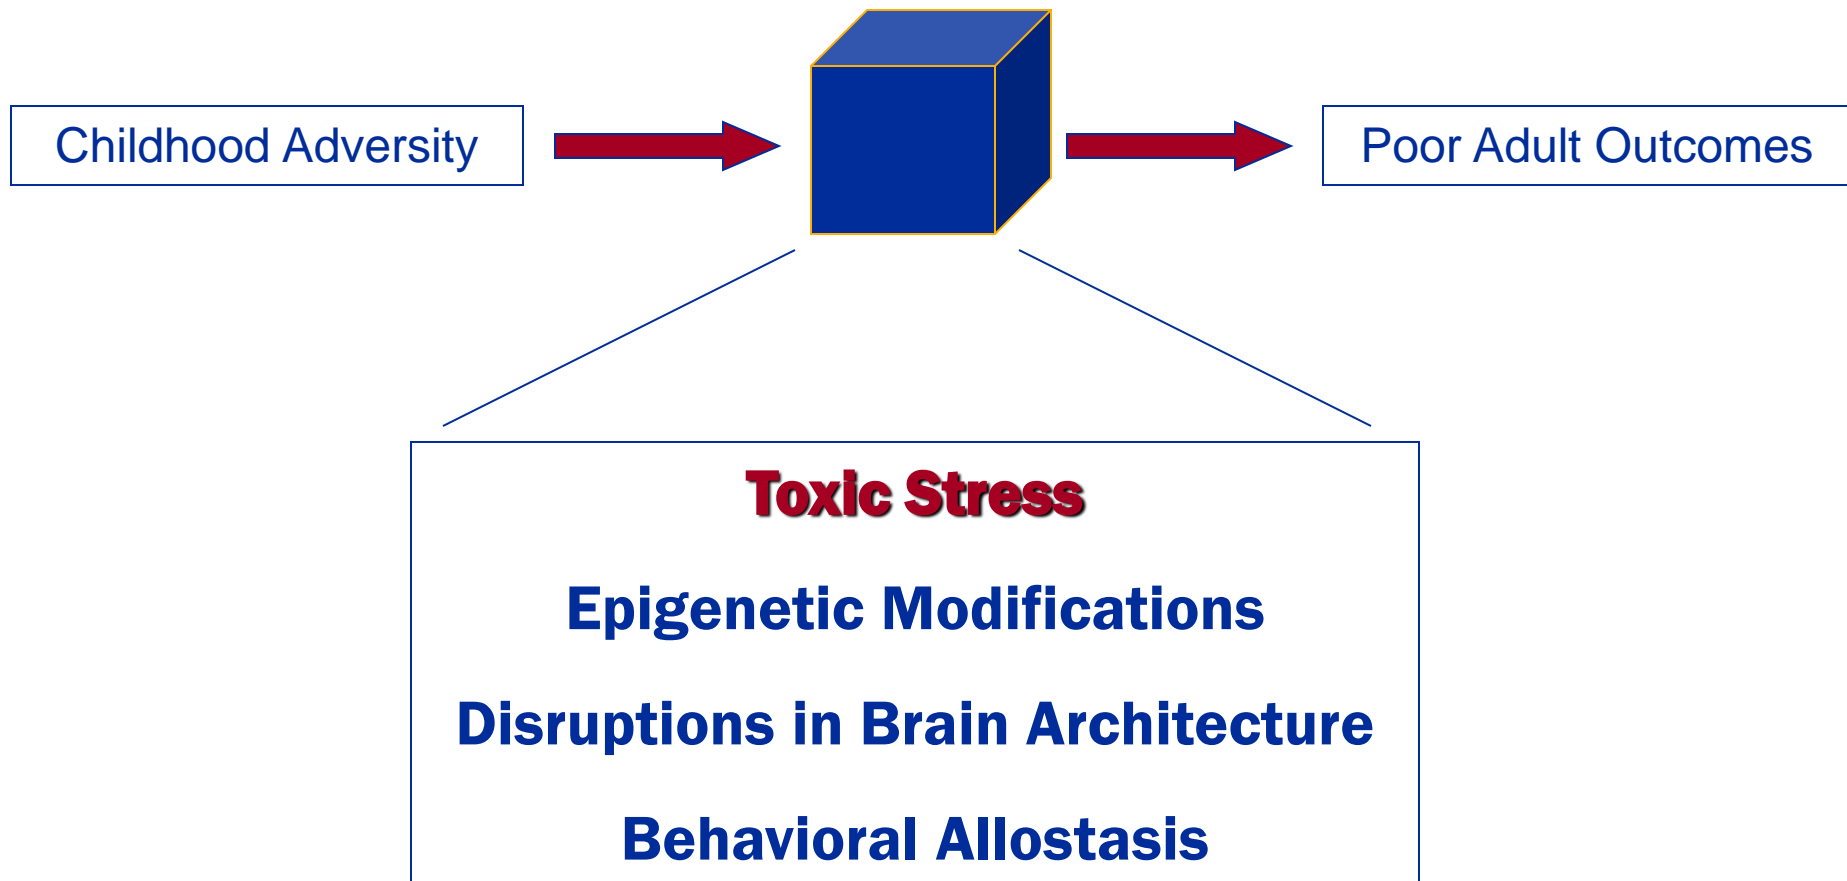 Childhood Adversity
Poor Adult Outcomes
Toxic Stress
Epigenetic Modifications
Disruptions in Brain Architecture
Behavioral Allostasis